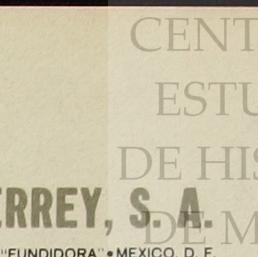 CENT
ESTU
DE HIS
ERREY, S. A.
DE M
"FUNDIDORA" • MEXICO, D. F.